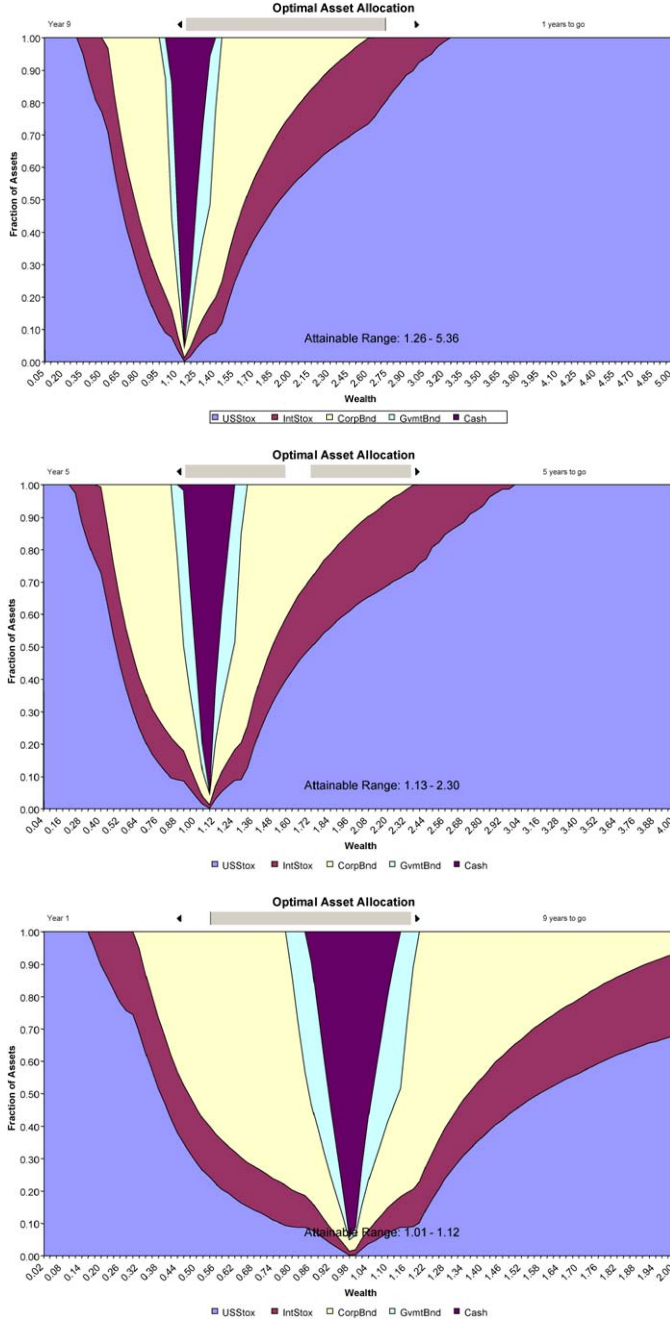 Optimal Asset Allocation
Year 9 1 years to go
1.00
0.90
0.80
0.70
0.60
0.50
0.40
0.30
0.20
0.10
0.00
Fraction of Assets
Attainable Range: 1.26 - 5.36
0.05 0.20 0.35 0.50 0.65 0.80 0.95 1.10 1.25 1.40 1.55 1.70 1.85 2.00 2.15 2.30 2.45 2.60 2.75 2.90 3.05 3.20 3.35 3.50 3.65 3.80 3.95 4.10 4.25 4.40 4.55 4.70 4.85 5.00
Wealth
USStox IntStox CorpBnd GvmtBnd Cash
Optimal Asset Allocation
Year 5 5 years to go
1.00
0.90
0.80
0.70
0.60
0.50
0.40
0.30
0.20
0.10
0.00
Fraction of Assets
Attainable Range: 1.13 - 2.30
0.04 0.16 0.28 0.40 0.52 0.64 0.76 0.88 1.00 1.12 1.24 1.36 1.48 1.60 1.72 1.84 1.96 2.08 2.20 2.32 2.44 2.56 2.68 2.80 2.92 3.04 3.16 3.28 3.40 3.52 3.64 3.76 3.88 4.00
Wealth
USStox IntStox CorpBnd GvmtBnd Cash
Optimal Asset Allocation
Year 1 9 years to go
1.00
0.90
0.80
0.70
0.60
0.50
0.40
0.30
0.20
0.10
0.00
Fraction of Assets
Attainable Range: 1.01 - 1.12
0.02 0.08 0.14 0.20 0.26 0.32 0.38 0.44 0.50 0.56 0.62 0.68 0.74 0.80 0.86 0.92 0.98 1.04 1.10 1.16 1.22 1.28 1.34 1.40 1.46 1.52 1.58 1.64 1.70 1.76 1.82 1.88 1.94 2.00
Wealth
USStox IntStox CorpBnd GvmtBnd Cash